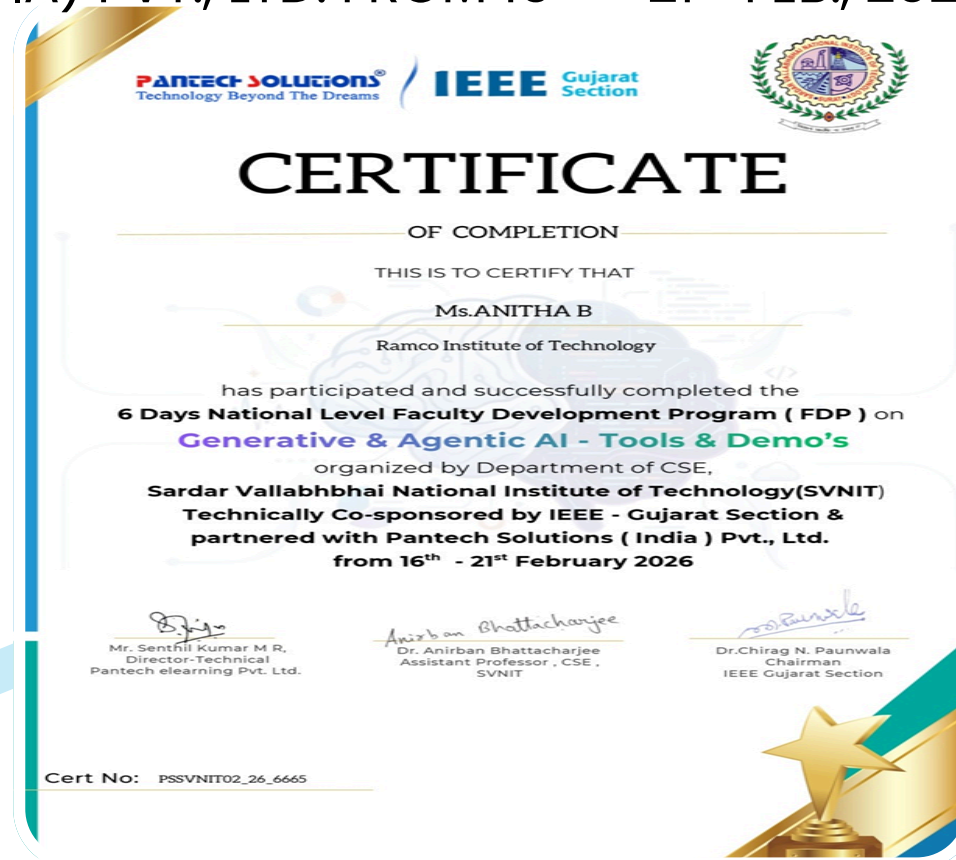 PANTECH SOLUTIONS®
Technology Beyond The Dreams
IEEE Gujarat Section
CERTIFICATE
OF COMPLETION
THIS IS TO CERTIFY THAT
Ms.ANITHA B
Ramco Institute of Technology
has participated and successfully completed the
6 Days National Level Faculty Development Program ( FDP ) on
Generative & Agentic AI - Tools & Demo's
organized by Department of CSE,
Sardar Vallabhbhai National Institute of Technology(SVNIT)
Technically Co-sponsored by IEEE - Gujarat Section &
partnered with Pantech Solutions ( India ) Pvt., Ltd.
from 16th - 21st February 2026
Anirban Bhattacharjee
Mr. Senthil Kumar M R,
Director-Technical
Pantech elearning Pvt. Ltd.
Dr. Anirban Bhattacharjee
Assistant Professor , CSE ,
SVNIT
Dr.Chirag N. Paunwala
Chairman
IEEE Gujarat Section
Cert No: PSSVNIT02_26_6665